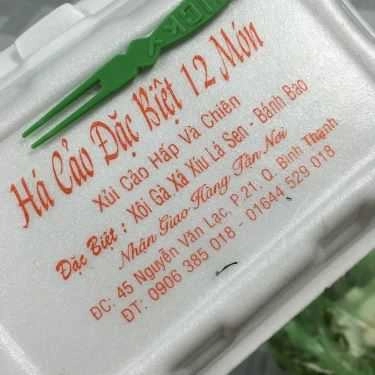 LUCKY
Há Cảo Đặc Biệt 12 Món
Xủi Cảo Hấp Và Chiên
Đặc Biệt : Xôi Gà Xá Xíu Lá Sen - Bánh Bao
Nhận Giao Hàng Tận Nơi
ĐC: 45 Nguyễn Văn Lạc, P.21, Q. Bình Thạnh
ĐT: 0906 385 018 - 01644 529 018